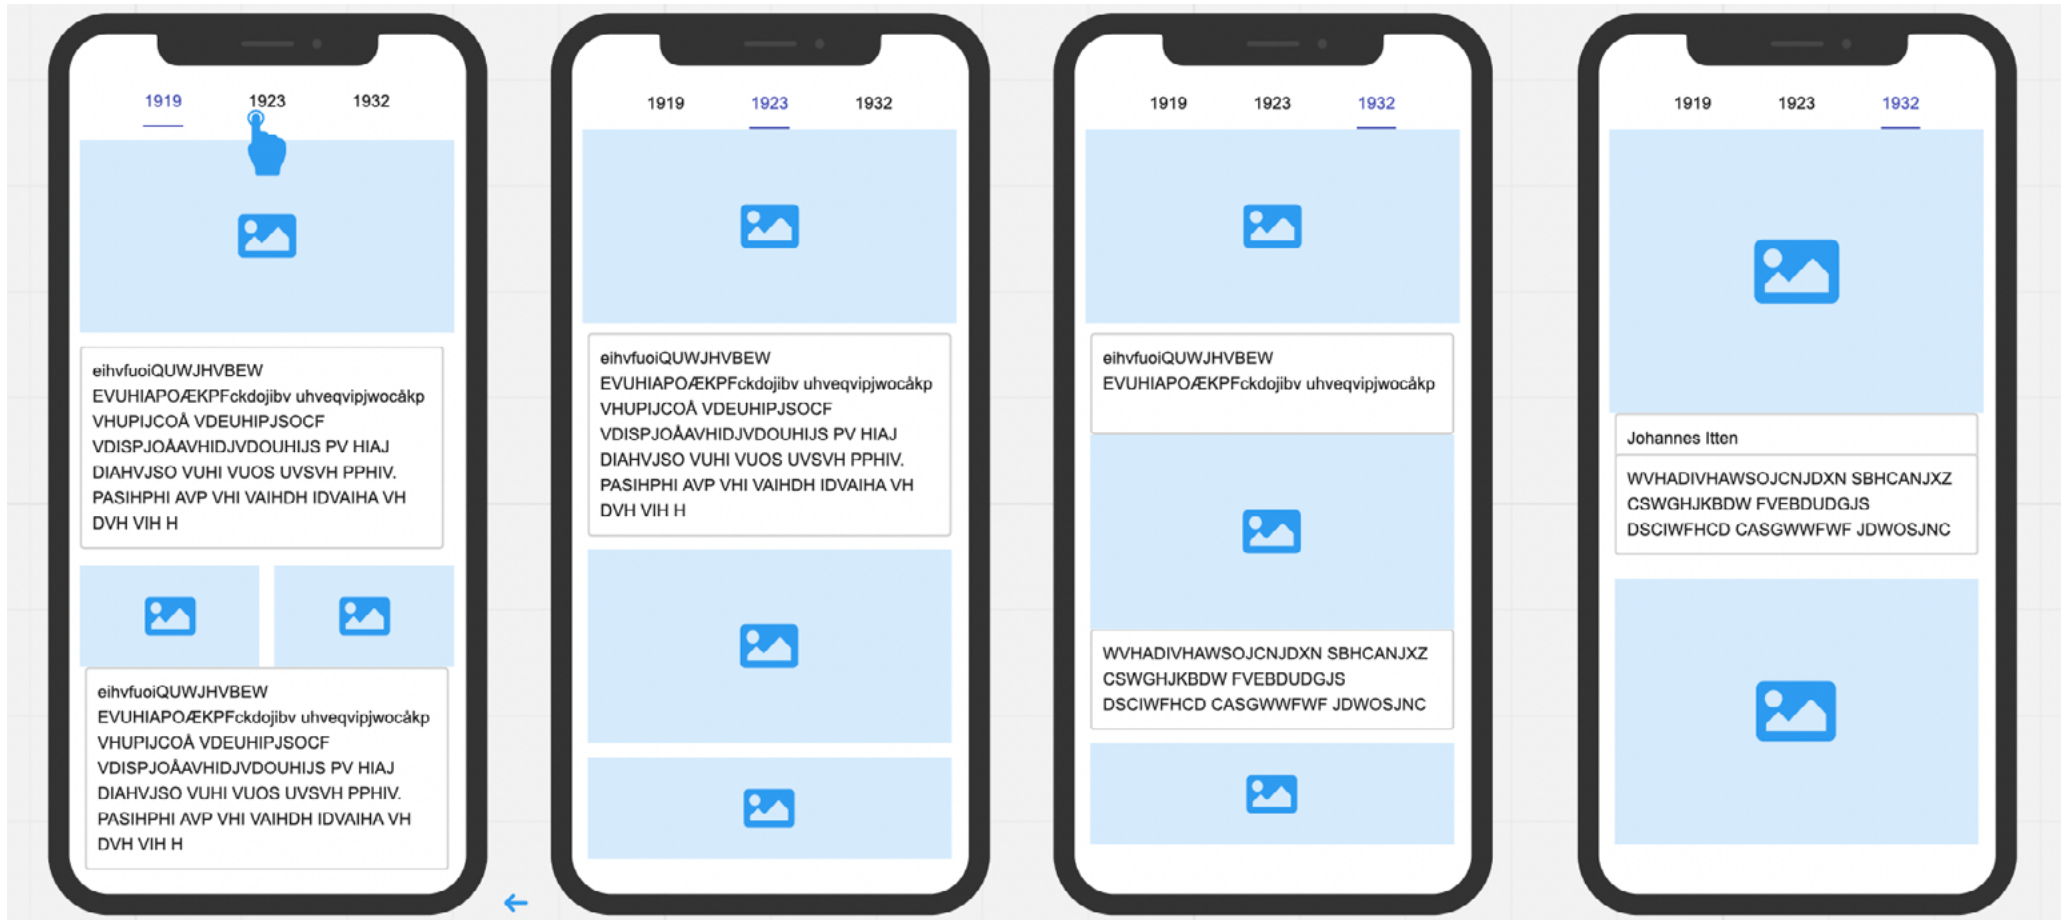 1919 1923 1932
eihvfuoiQUWJHVBEW
EVUHIAPOÆKPFckdojibv uhveqvipjwocåkp
VHUPIJCOÅ VDEUHIPJSOCF
VDISPJOÅAVHIDJVDOUHIJS PV HIAJ
DIAHVJSO VUHI VUOS UVSVH PPHIV.
PASIHPHI AVP VHI VAIHDH IDVAIHA VH
DVH VIH H
eihvfuoiQUWJHVBEW
EVUHIAPOÆKPFckdojibv uhveqvipjwocåkp
VHUPIJCOÅ VDEUHIPJSOCF
VDISPJOÅAVHIDJVDOUHIJS PV HIAJ
DIAHVJSO VUHI VUOS UVSVH PPHIV.
PASIHPHI AVP VHI VAIHDH IDVAIHA VH
DVH VIH H
1919 1923 1932
eihvfuoiQUWJHVBEW
EVUHIAPOÆKPFckdojibv uhveqvipjwocåkp
VHUPIJCOÅ VDEUHIPJSOCF
VDISPJOÅAVHIDJVDOUHIJS PV HIAJ
DIAHVJSO VUHI VUOS UVSVH PPHIV.
PASIHPHI AVP VHI VAIHDH IDVAIHA VH
DVH VIH H
1919 1923 1932
eihvfuoiQUWJHVBEW
EVUHIAPOÆKPFckdojibv uhveqvipjwocåkp
WVHADIVHAWSOJCNJDXN SBHCANJXZ
CSWGHJKBDW FVEBDUDGJS
DSCIWFHCD CASGWWFWF JDWOSJNC
1919 1923 1932
Johannes Itten
WVHADIVHAWSOJCNJDXN SBHCANJXZ
CSWGHJKBDW FVEBDUDGJS
DSCIWFHCD CASGWWFWF JDWOSJNC